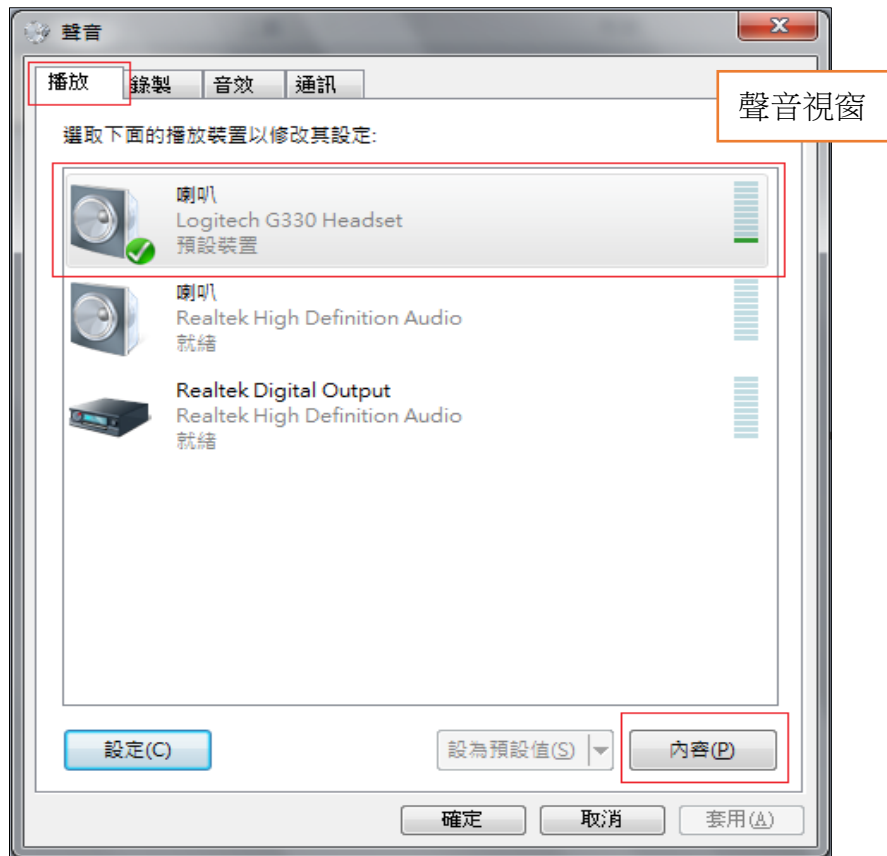 聲音
播放
錄製
音效
通訊
聲音視窗
選取下面的播放裝置以修改其設定:
喇叭
Logitech G330 Headset
預設裝置
喇叭
Realtek High Definition Audio
就緒
Realtek Digital Output
Realtek High Definition Audio
就緒
設定(C)
設為預設值(S)
內容(P)
確定
取消
套用(A)